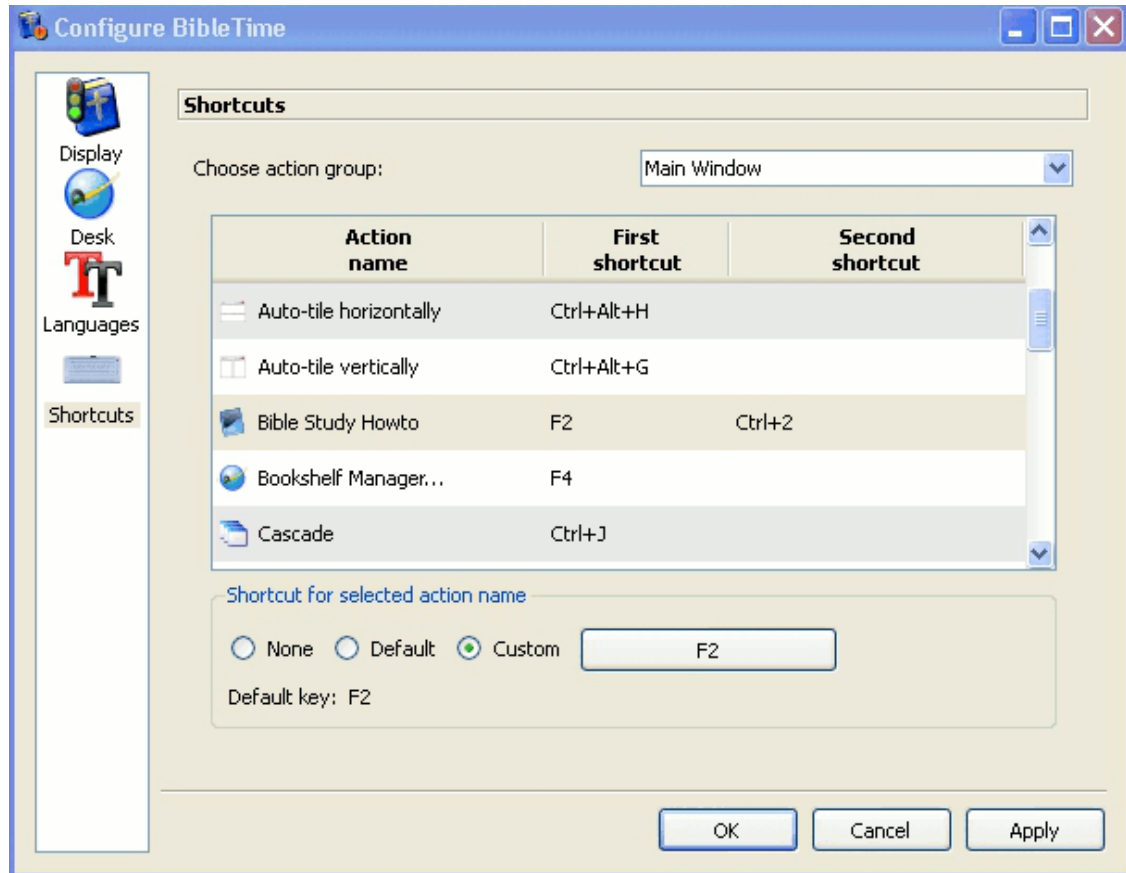 Configure BibleTime
Display
Desk
Languages
Shortcuts
Shortcuts
Choose action group: Main Window
Action name First shortcut Second shortcut
Auto-tile horizontally Ctrl+Alt+H
Auto-tile vertically Ctrl+Alt+G
Bible Study Howto F2 Ctrl+2
Bookshelf Manager... F4
Cascade Ctrl+J
Shortcut for selected action name
None Default Custom F2
Default key: F2
OK Cancel Apply